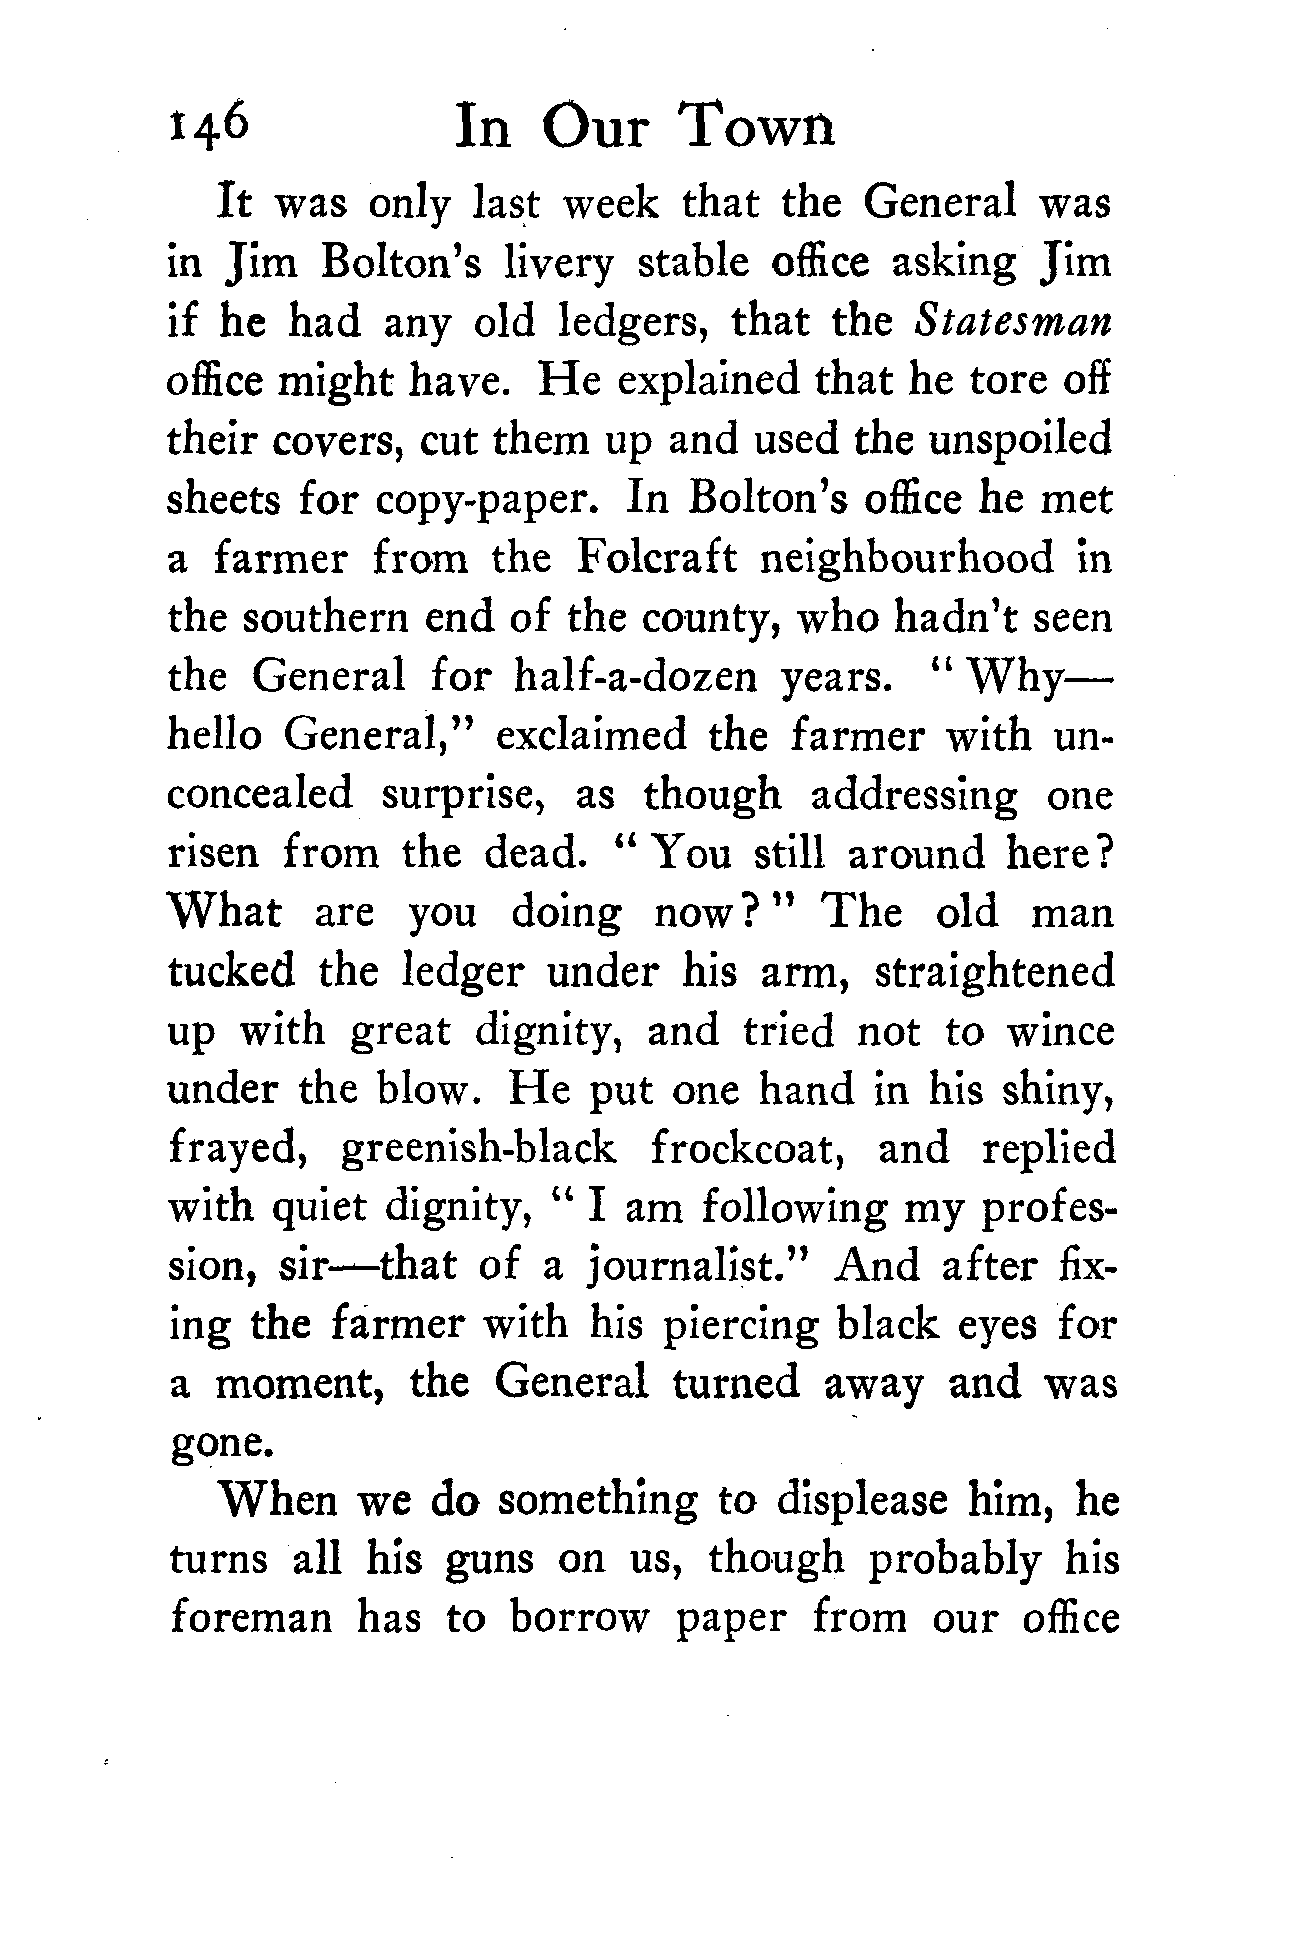 146 In Our Town
It was only last week that the General was
in Jim Bolton's livery stable office asking Jim
if he had any old ledgers, that the Statesman
office might have. He explained that he tore off
their covers, cut them up and used the unspoiled
sheets for copy-paper. In Bolton's office he met
a farmer from the Folcraft neighbourhood in
the southern end of the county, who hadn't seen
the General for half-a-dozen years. “ Why—
hello General,” exclaimed the farmer with un-
concealed surprise, as though addressing one
risen from the dead. “ You still around here?
What are you doing now? ” The old man
tucked the ledger under his arm, straightened
up with great dignity, and tried not to wince
under the blow. He put one hand in his shiny,
frayed, greenish-black frockcoat, and replied
with quiet dignity, “ I am following my profes-
sion, sir—that of a journalist.” And after fix-
ing the farmer with his piercing black eyes for
a moment, the General turned away and was
gone.
When we do something to displease him, he
turns all his guns on us, though probably his
foreman has to borrow paper from our office